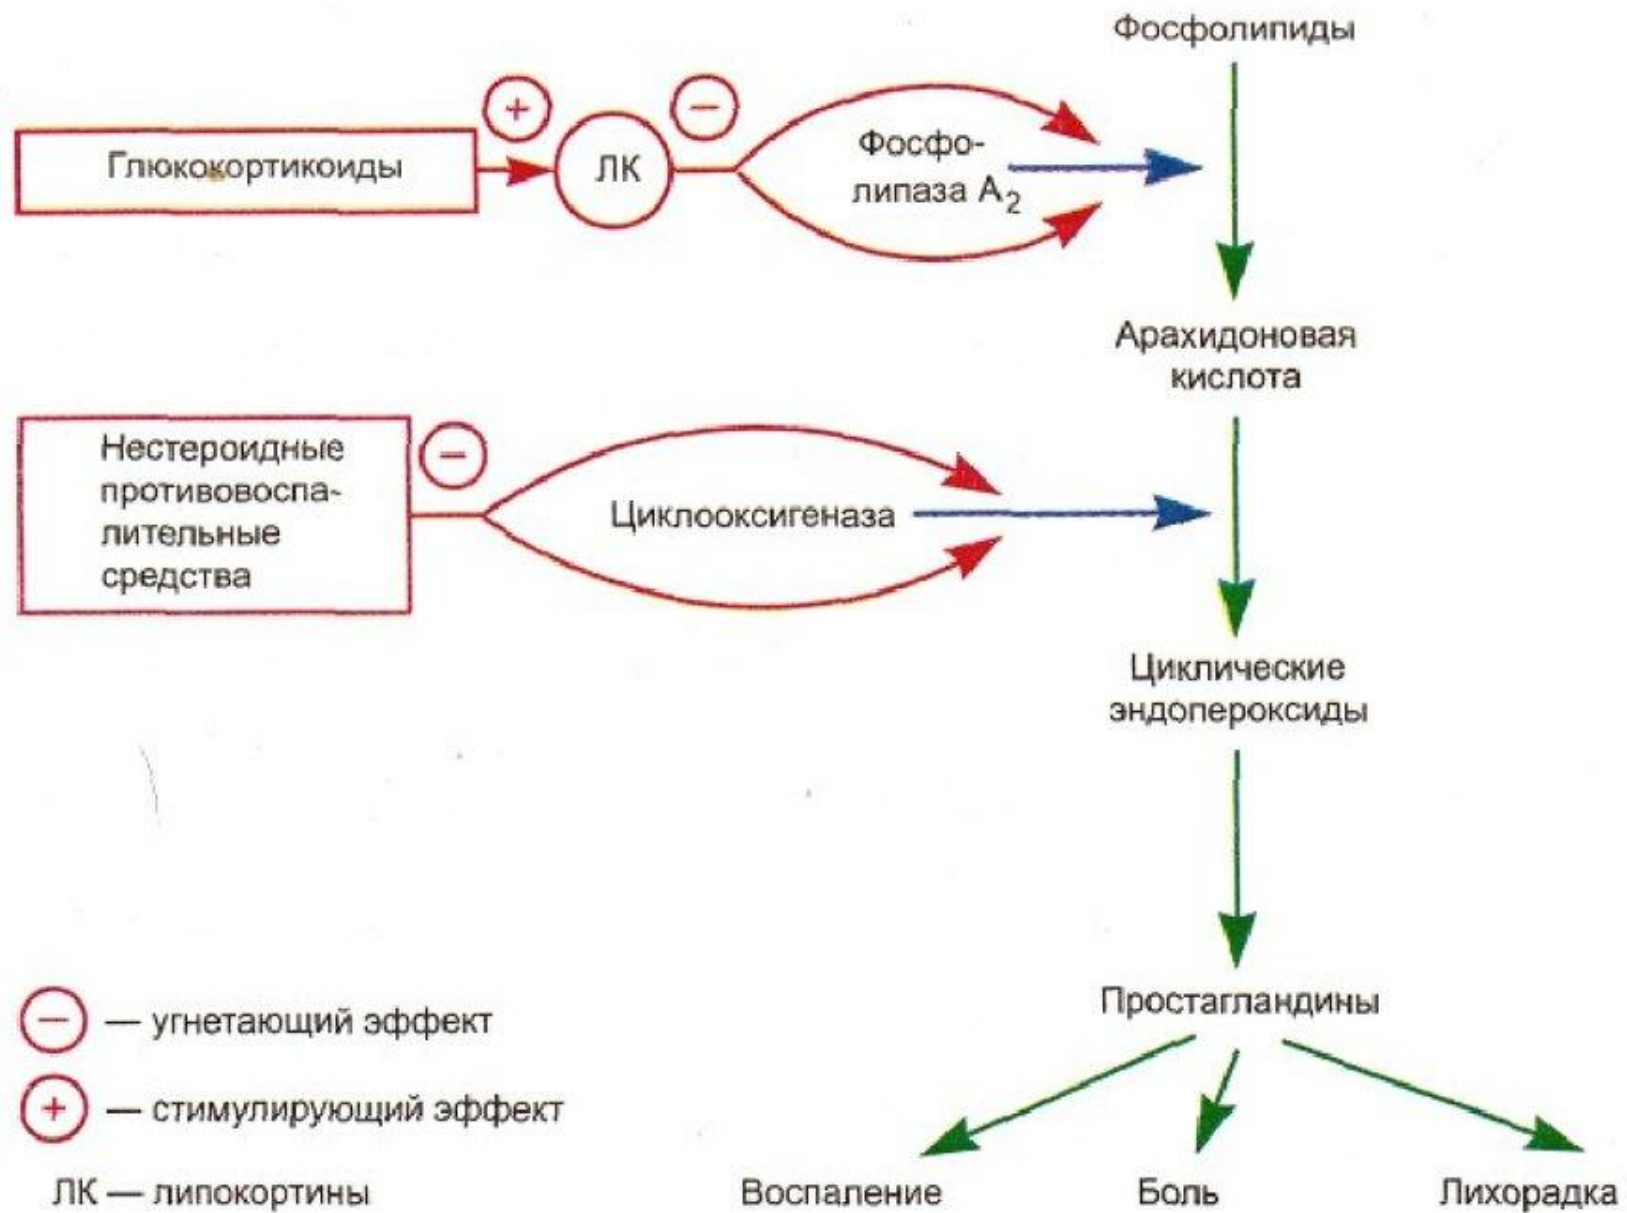 Фосфолипиды
+
−
Глюкокортикоиды
ЛК
Фосфо-
липаза A₂
Арахидоновая
кислота
Нестероидные
противовоспа-
лительные
средства
−
Циклооксигеназа
Циклические
эндопероксиды
Простагландины
− — угнетающий эффект
+ — стимулирующий эффект
ЛК — липокортины
Воспаление
Боль
Лихорадка